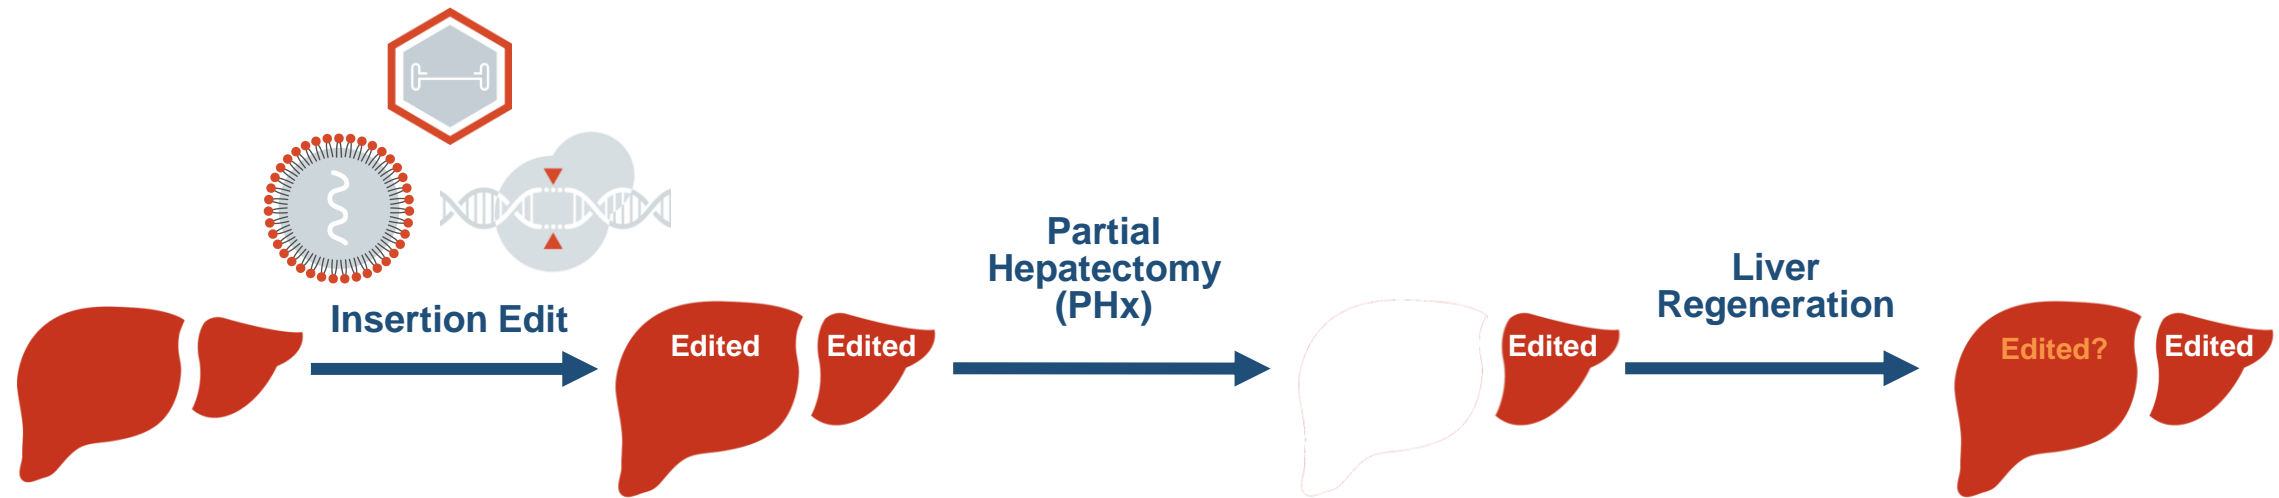 Insertion Edit
Edited
Edited
Partial
Hepatectomy
(PHx)
Edited
Liver
Regeneration
Edited?
Edited